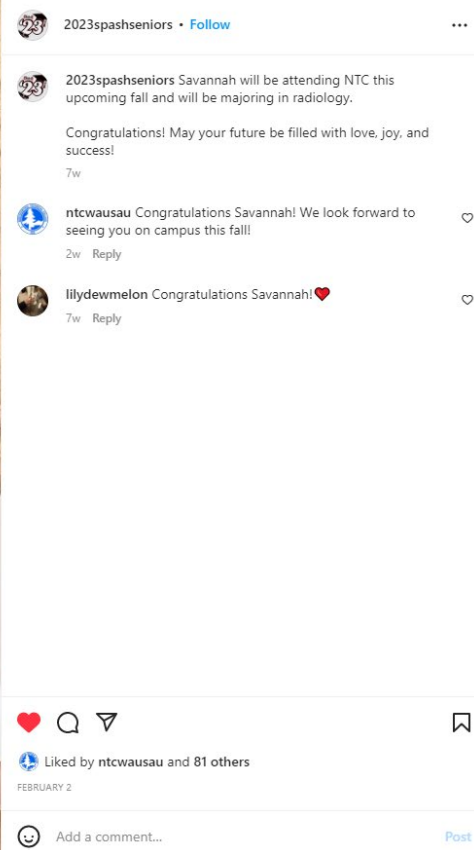 2023spashseniors • Follow
2023spashseniors Savannah will be attending NTC this
upcoming fall and will be majoring in radiology.
Congratulations! May your future be filled with love, joy, and
success!
7w
ntcwausau Congratulations Savannah! We look forward to
seeing you on campus this fall!
2w Reply
lilydewmelon Congratulations Savannah!❤️
7w Reply
Liked by ntcwausau and 81 others
FEBRUARY 2
Add a comment...
Post